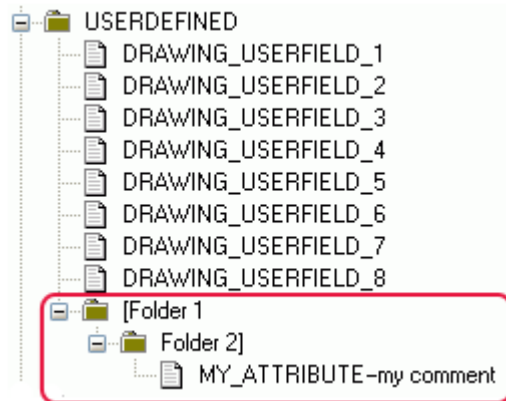 USERDEFINED
DRAWING_USERFIELD_1
DRAWING_USERFIELD_2
DRAWING_USERFIELD_3
DRAWING_USERFIELD_4
DRAWING_USERFIELD_5
DRAWING_USERFIELD_6
DRAWING_USERFIELD_7
DRAWING_USERFIELD_8
[Folder 1
Folder 2]
MY_ATTRIBUTE-my comment